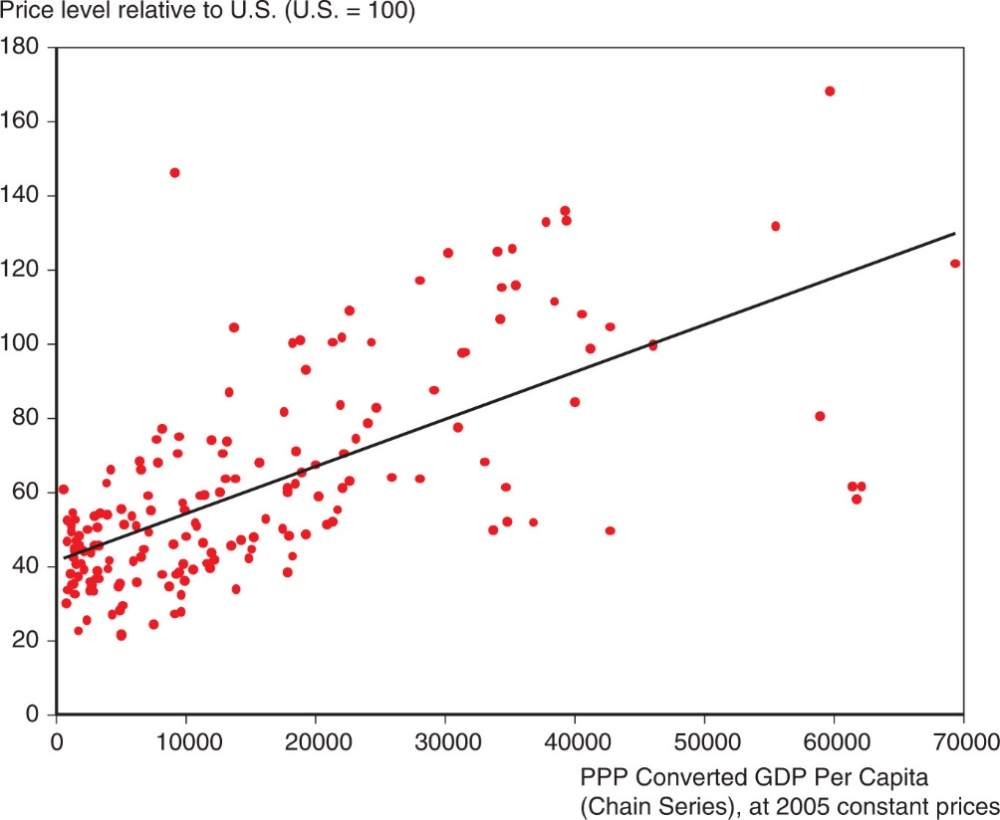 Price level relative to U.S. (U.S. = 100)
180
160
140
120
100
80
60
40
20
0
0 10000 20000 30000 40000 50000 60000 70000
PPP Converted GDP Per Capita
(Chain Series), at 2005 constant prices